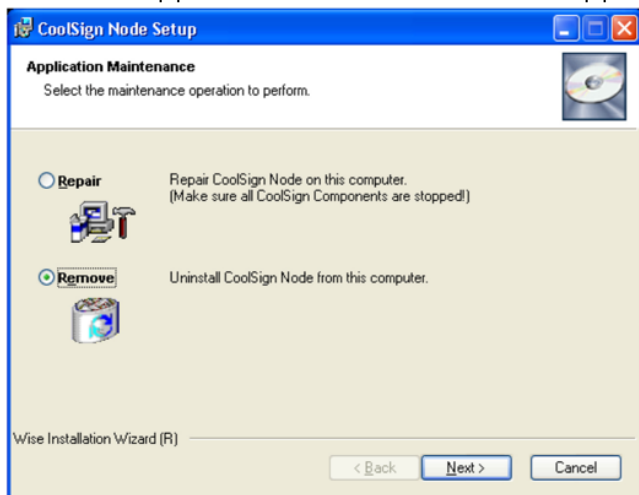 CoolSign Node Setup
Application Maintenance
Select the maintenance operation to perform.
Repair
Repair CoolSign Node on this computer.
(Make sure all CoolSign Components are stopped!)
Remove
Uninstall CoolSign Node from this computer.
Wise Installation Wizard (R)
< Back Next > Cancel